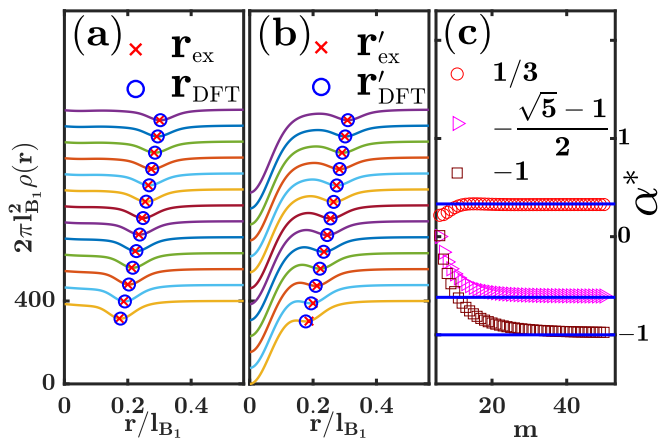 (a)
r_ex
r_DFT
2πl²_B₁ρ(r)
400
0
0
0.2
0.4
r/l_B₁
(b)
r′_ex
r′_DFT
0
0.2
0.4
r/l_B₁
(c)
1/3
−(√5 − 1)/2
−1
1
0
−1
α*
20
40
m